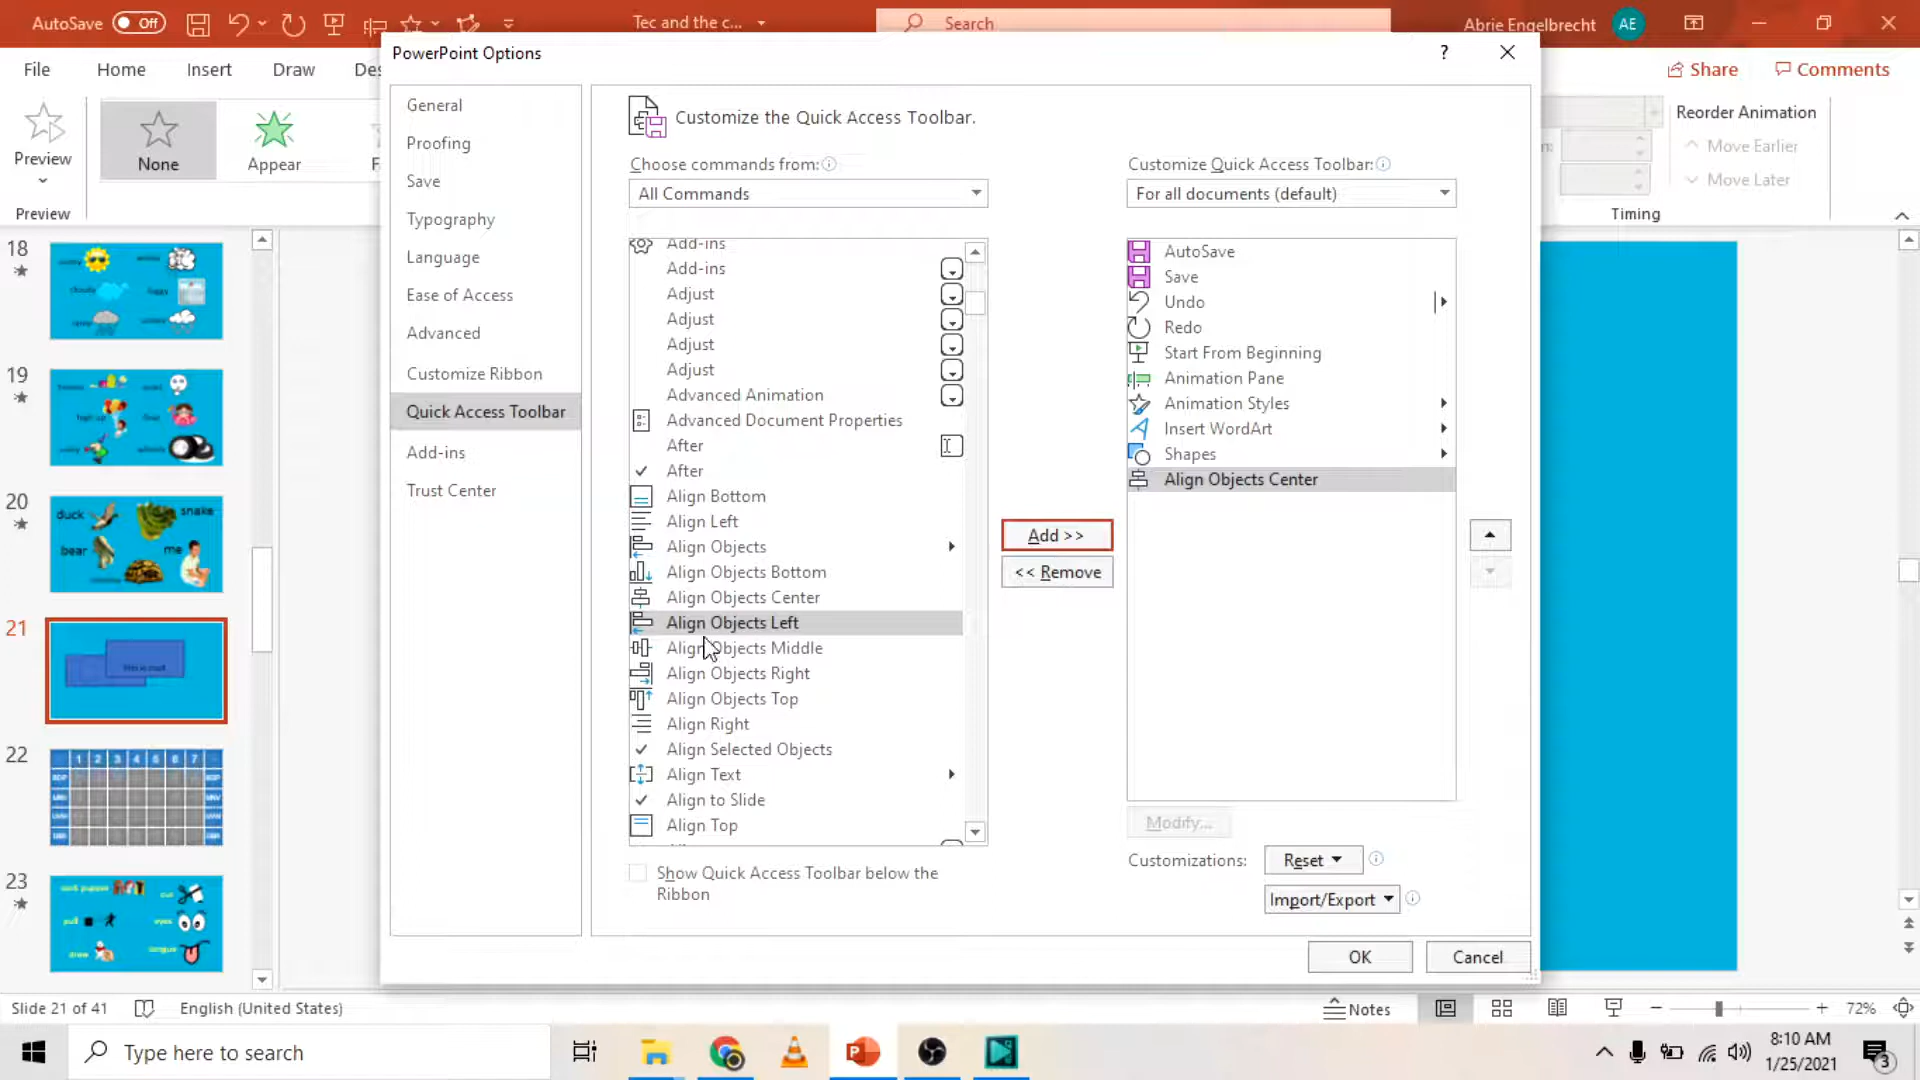 AutoSave Off
Tec and the c...
Search
Abrie Engelbrecht
AE
File
Home
Insert
Draw
Share
Comments
PowerPoint Options
?
Preview
None
Appear
Preview
Reorder Animation
Move Earlier
Move Later
Timing
General
Proofing
Save
Typography
Language
Ease of Access
Advanced
Customize Ribbon
Quick Access Toolbar
Add-ins
Trust Center
Customize the Quick Access Toolbar.
Choose commands from:
All Commands
Add-ins
Add-ins
Adjust
Adjust
Adjust
Adjust
Advanced Animation
Advanced Document Properties
After
After
Align Bottom
Align Left
Align Objects
Align Objects Bottom
Align Objects Center
Align Objects Left
Align Objects Middle
Align Objects Right
Align Objects Top
Align Right
Align Selected Objects
Align Text
Align to Slide
Align Top
Show Quick Access Toolbar below the
Ribbon
Add >>
<< Remove
Customize Quick Access Toolbar:
For all documents (default)
AutoSave
Save
Undo
Redo
Start From Beginning
Animation Pane
Animation Styles
Insert WordArt
Shapes
Align Objects Center
Modify...
Customizations:
Reset
Import/Export
OK
Cancel
18
19
20
duck
snake
bear
me
21
22
1 2 3 4 5 6 7
23
Slide 21 of 41
English (United States)
Notes
72%
Type here to search
8:10 AM
1/25/2021
3